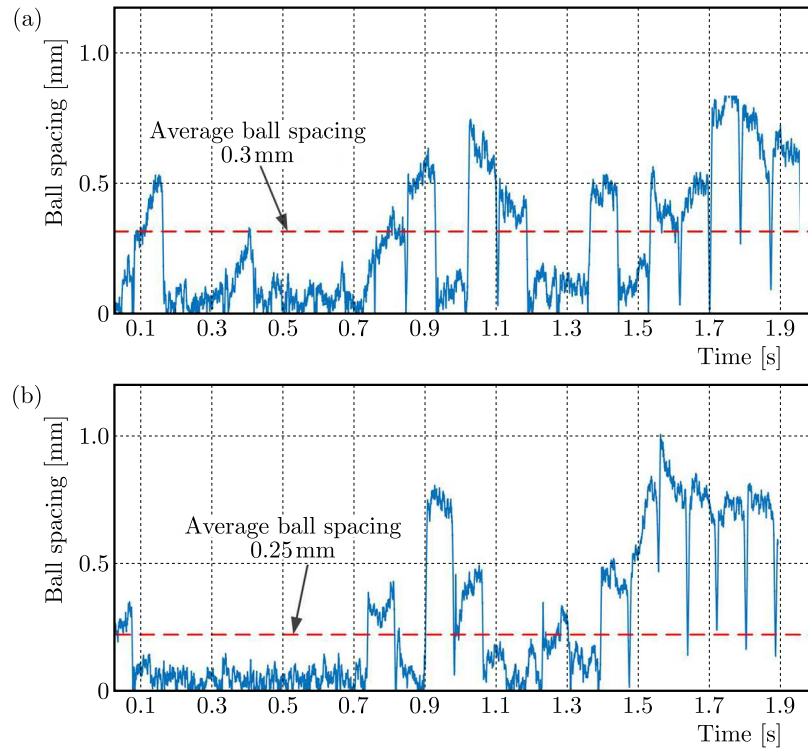 (a)
Ball spacing [mm]
1.0
0.5
0
Average ball spacing
0.3 mm
0.1 0.3 0.5 0.7 0.9 1.1 1.3 1.5 1.7 1.9
Time [s]
(b)
Ball spacing [mm]
1.0
0.5
0
Average ball spacing
0.25 mm
0.1 0.3 0.5 0.7 0.9 1.1 1.3 1.5 1.7 1.9
Time [s]